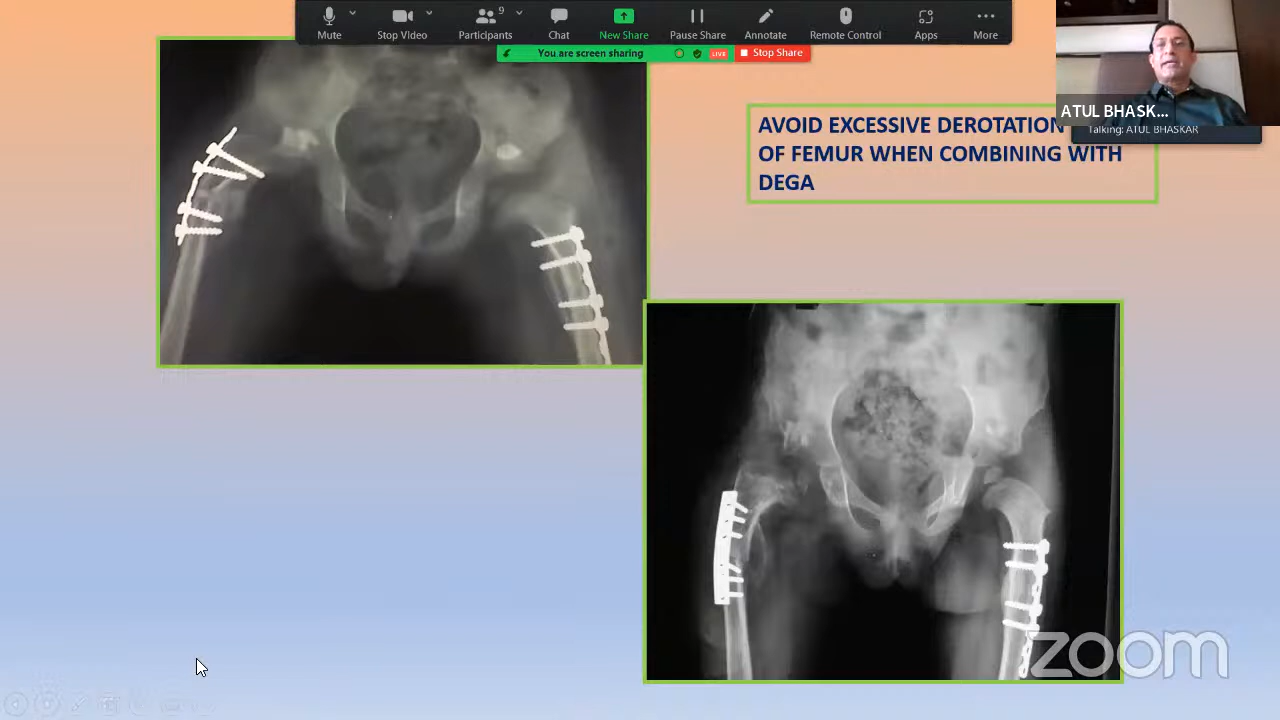 9
Mute
Stop Video
Participants
Chat
New Share
Pause Share
Annotate
Remote Control
Apps
More
You are screen sharing
LIVE
Stop Share
ATUL BHASK...
Talking: ATUL BHASKAR
AVOID EXCESSIVE DEROTATION
OF FEMUR WHEN COMBINING WITH
DEGA
zoom